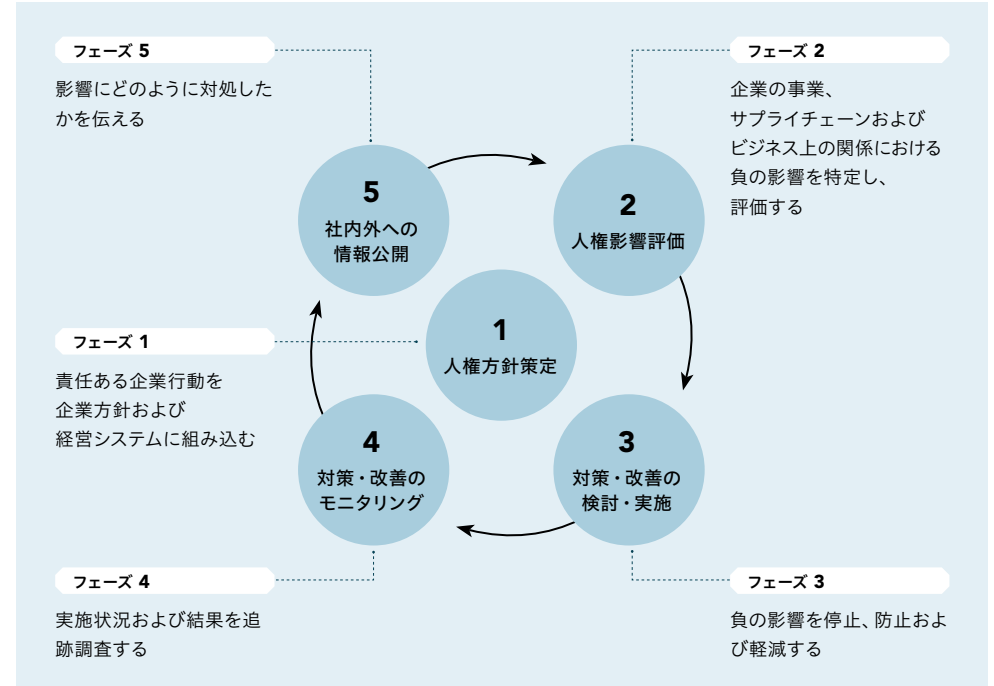 フェーズ 5
影響にどのように対処した
かを伝える
フェーズ 2
企業の事業、
サプライチェーンおよび
ビジネス上の関係における
負の影響を特定し、
評価する
5
社内外への
情報公開
2
人権影響評価
1
人権方針策定
フェーズ 1
責任ある企業行動を
企業方針および
経営システムに組み込む
4
対策・改善の
モニタリング
3
対策・改善の
検討・実施
フェーズ 4
実施状況および結果を追
跡調査する
フェーズ 3
負の影響を停止、防止およ
び軽減する